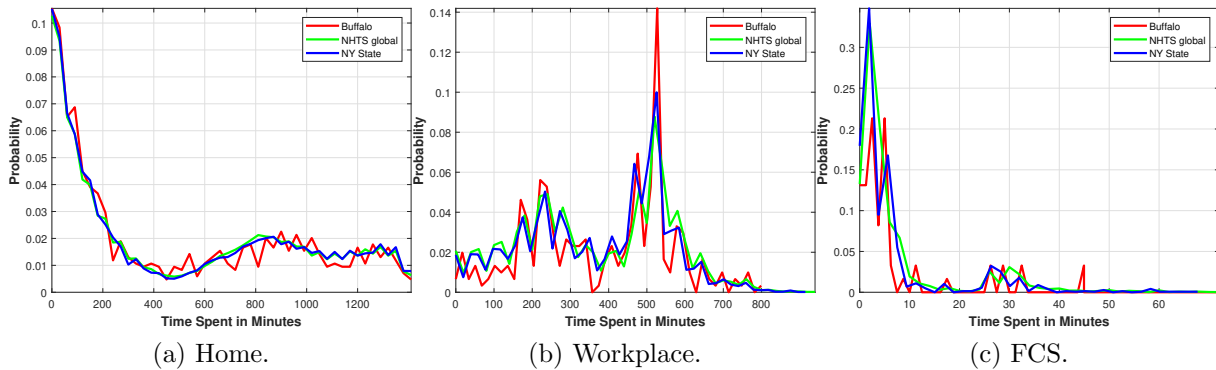 0.1
0.09
0.08
0.07
0.06
0.05
0.04
0.03
0.02
0.01
0
Probability
Buffalo
NHTS global
NY State
0 200 400 600 800 1000 1200
Time Spent in Minutes
(a) Home.
0.14
0.12
0.1
0.08
0.06
0.04
0.02
0
Probability
Buffalo
NHTS global
NY State
0 100 200 300 400 500 600 700 800
Time Spent in Minutes
(b) Workplace.
0.3
0.25
0.2
0.15
0.1
0.05
0
Probability
Buffalo
NHTS global
NY State
0 10 20 30 40 50 60
Time Spent in Minutes
(c) FCS.